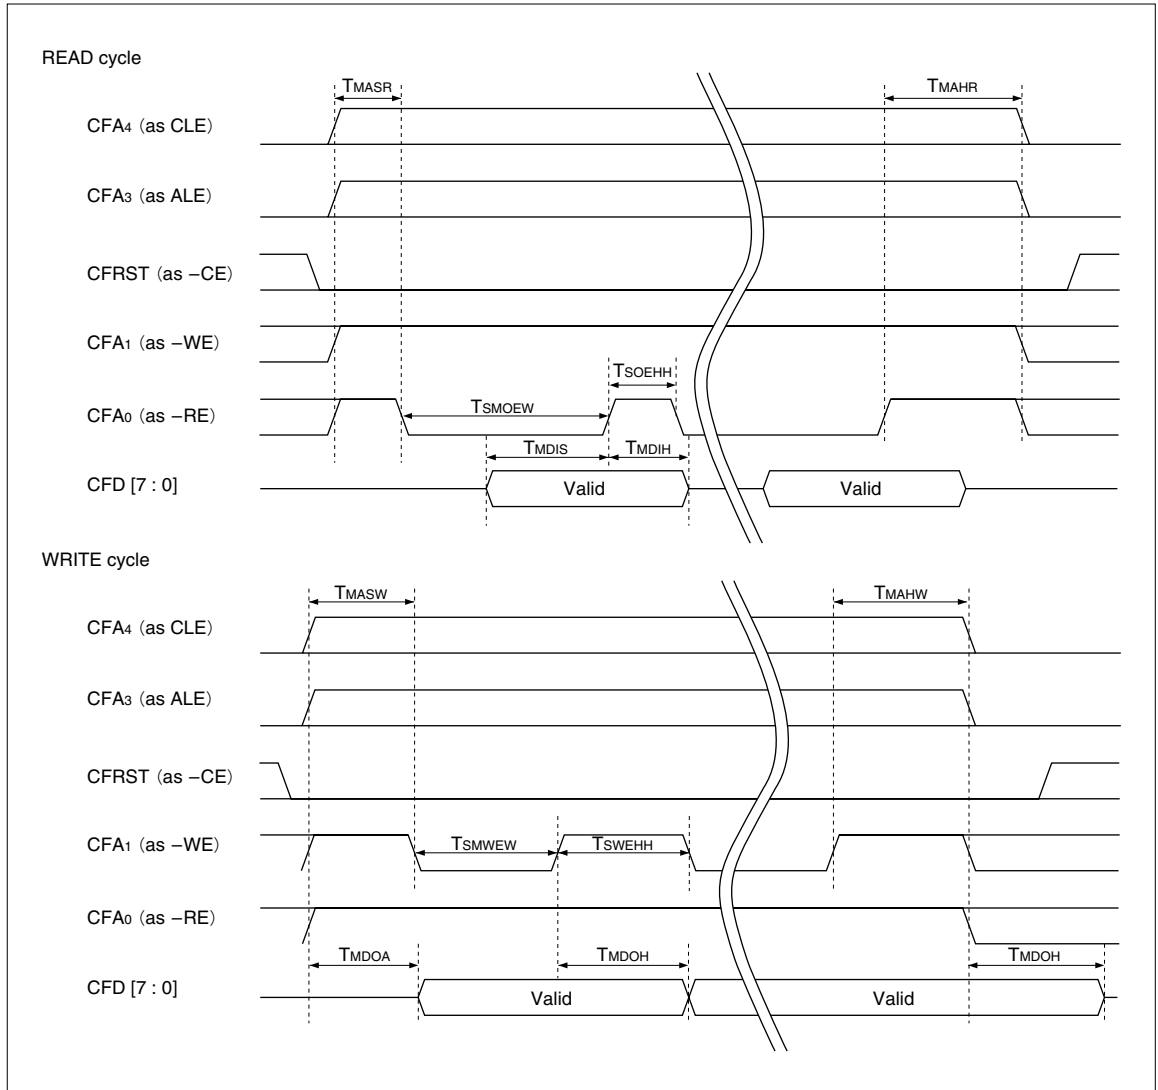 READ cycle
TMASR
TMAHR
CFA4 (as CLE)
CFA3 (as ALE)
CFRST (as –CE)
CFA1 (as –WE)
TSOEHH
CFA0 (as –RE)
TSMOEW
TMDIS
TMDIH
CFD [7 : 0]
Valid
Valid
WRITE cycle
TMASW
TMAHW
CFA4 (as CLE)
CFA3 (as ALE)
CFRST (as –CE)
CFA1 (as –WE)
TSMWEW
TSWEHH
CFA0 (as –RE)
TMDOA
TMDOH
TMDOH
CFD [7 : 0]
Valid
Valid